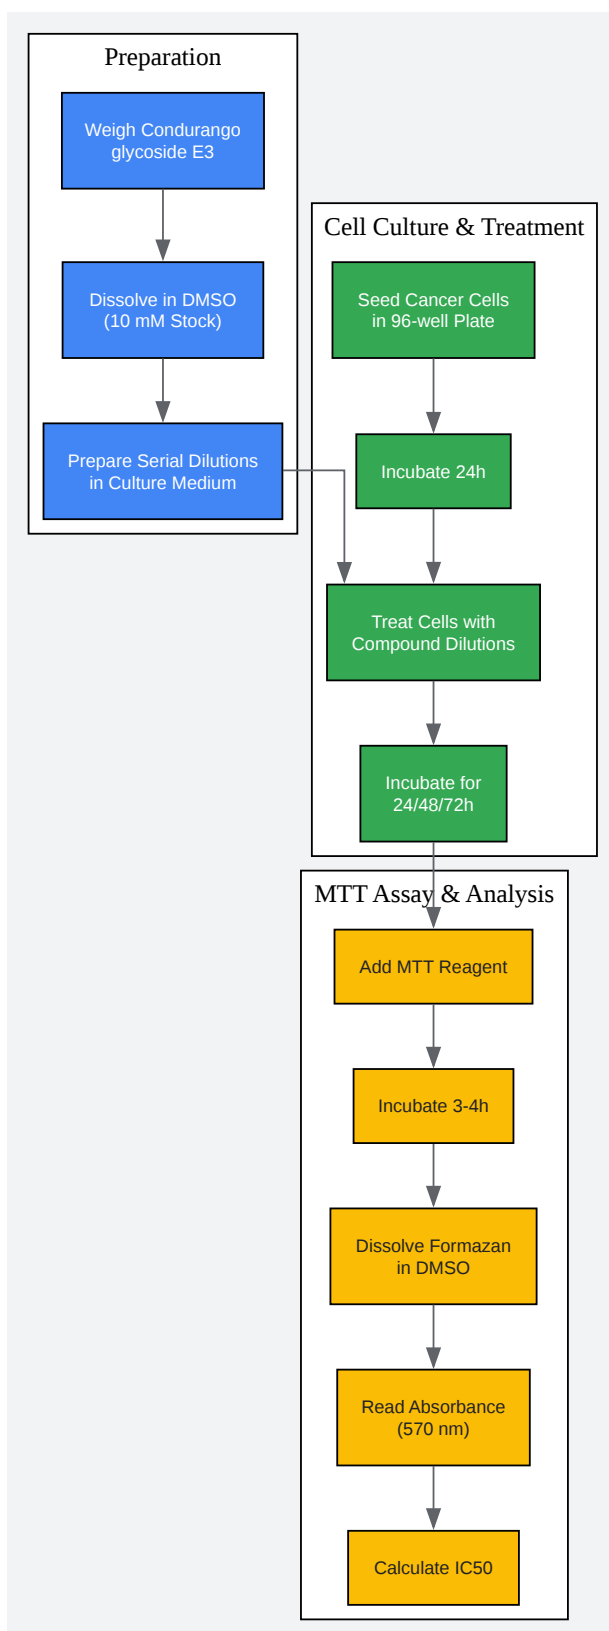 Preparation
Weigh Condurango
glycoside E3
Dissolve in DMSO
(10 mM Stock)
Prepare Serial Dilutions
in Culture Medium
Cell Culture & Treatment
Seed Cancer Cells
in 96-well Plate
Incubate 24h
Treat Cells with
Compound Dilutions
Incubate for
24/48/72h
MTT Assay & Analysis
Add MTT Reagent
Incubate 3-4h
Dissolve Formazan
in DMSO
Read Absorbance
(570 nm)
Calculate IC50